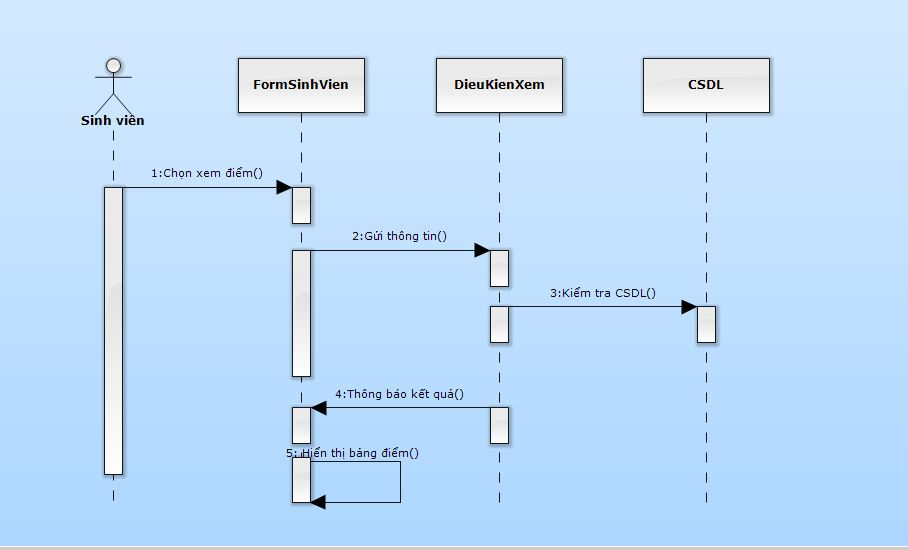 Sinh viên
FormSinhVien
DieuKienXem
CSDL
1:Chọn xem điểm()
2:Gửi thông tin()
3:Kiểm tra CSDL()
4:Thông báo kết quả()
5: Hiển thị bảng điểm()